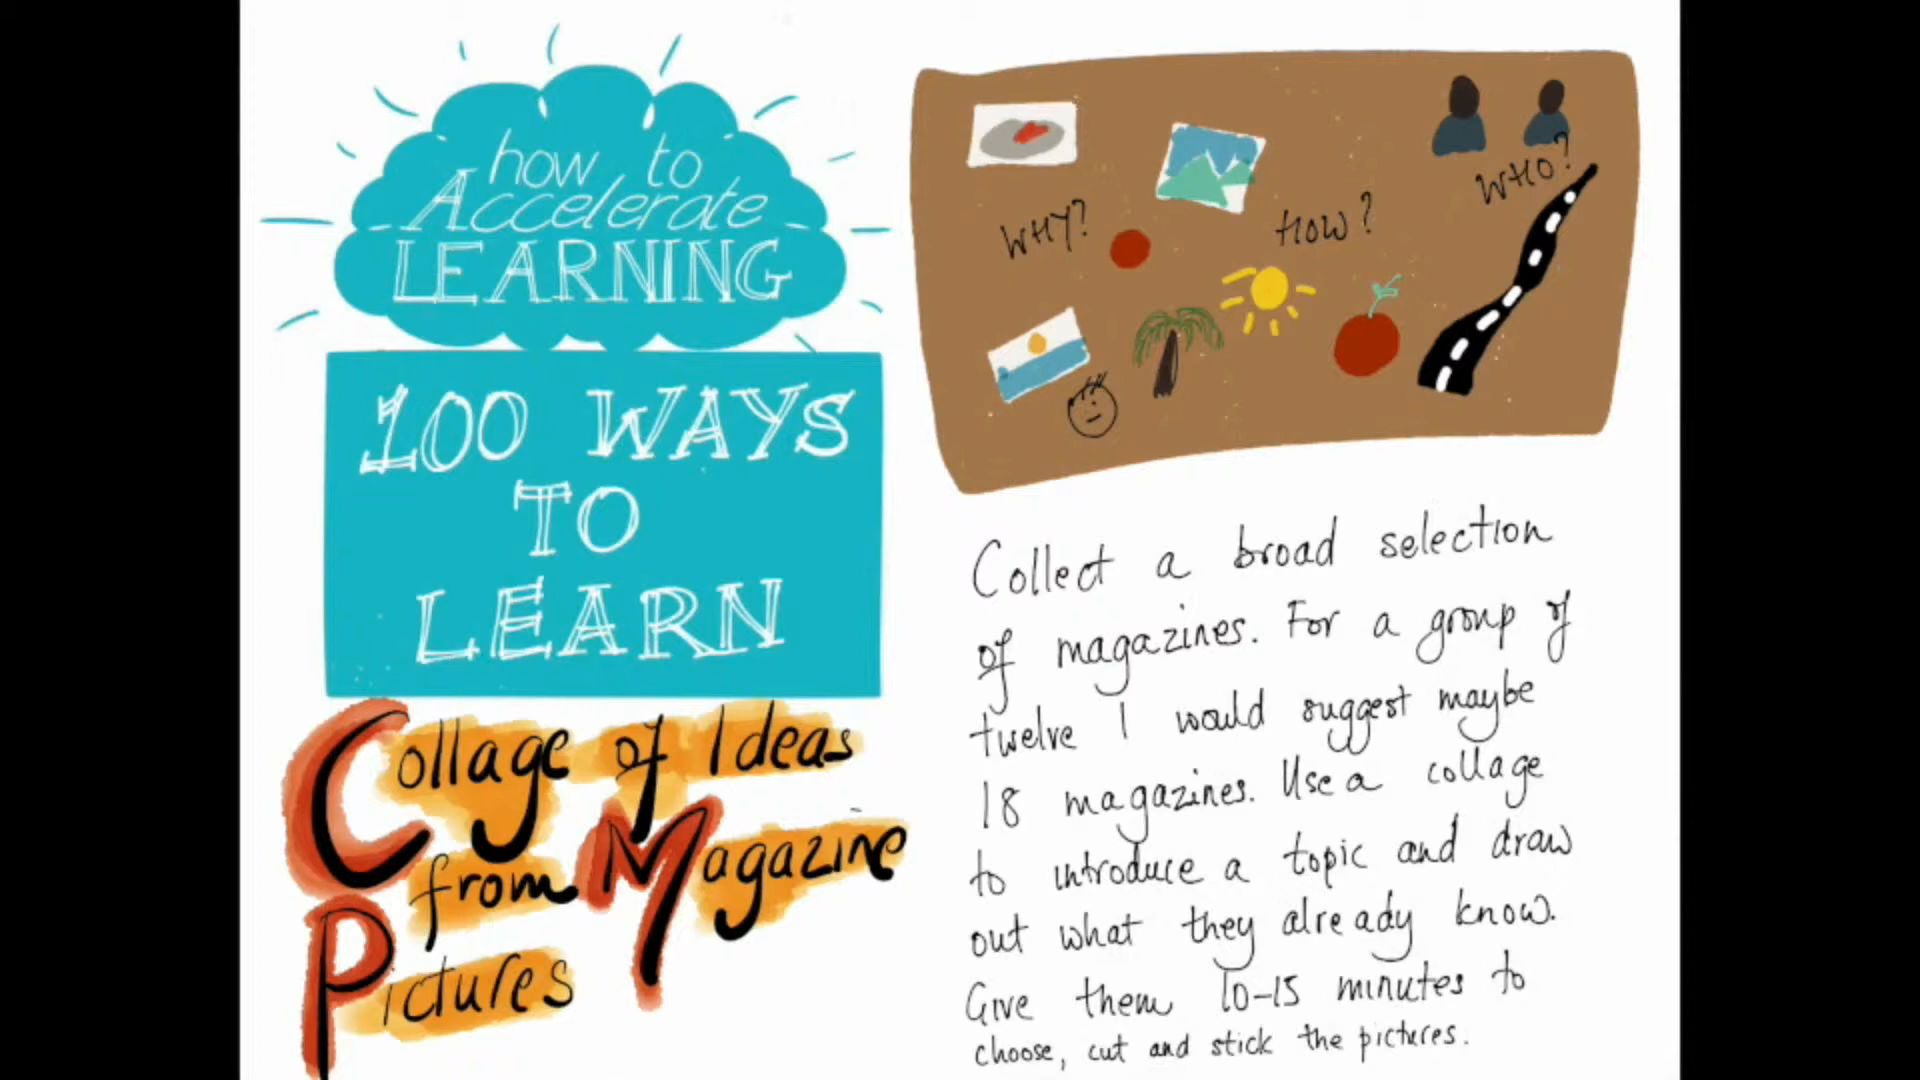 how to
Accelerate
LEARNING
100 WAYS
TO
LEARN
Collage of Ideas
from Magazine
Pictures
WHY?
HOW?
WHO?
Collect a broad selection
of magazines. For a group of
twelve I would suggest maybe
18 magazines. Use a collage
to introduce a topic and draw
out what they already know.
Give them 10-15 minutes to
choose, cut and stick the pictures.